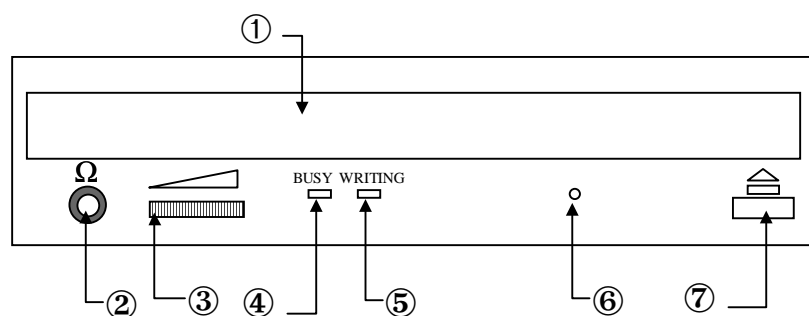 ①
Ω
BUSY WRITING
② ③ ④ ⑤ ⑥ ⑦